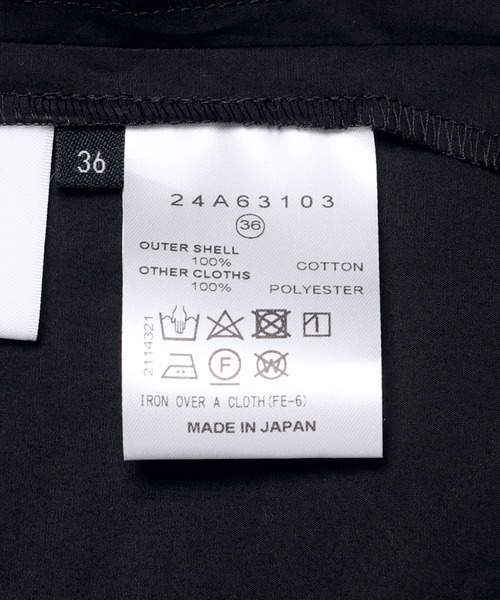 36
24A63103
36
OUTER SHELL
100% COTTON
OTHER CLOTHS
100% POLYESTER
2114321
F
W
IRON OVER A CLOTH(FE-6)
MADE IN JAPAN